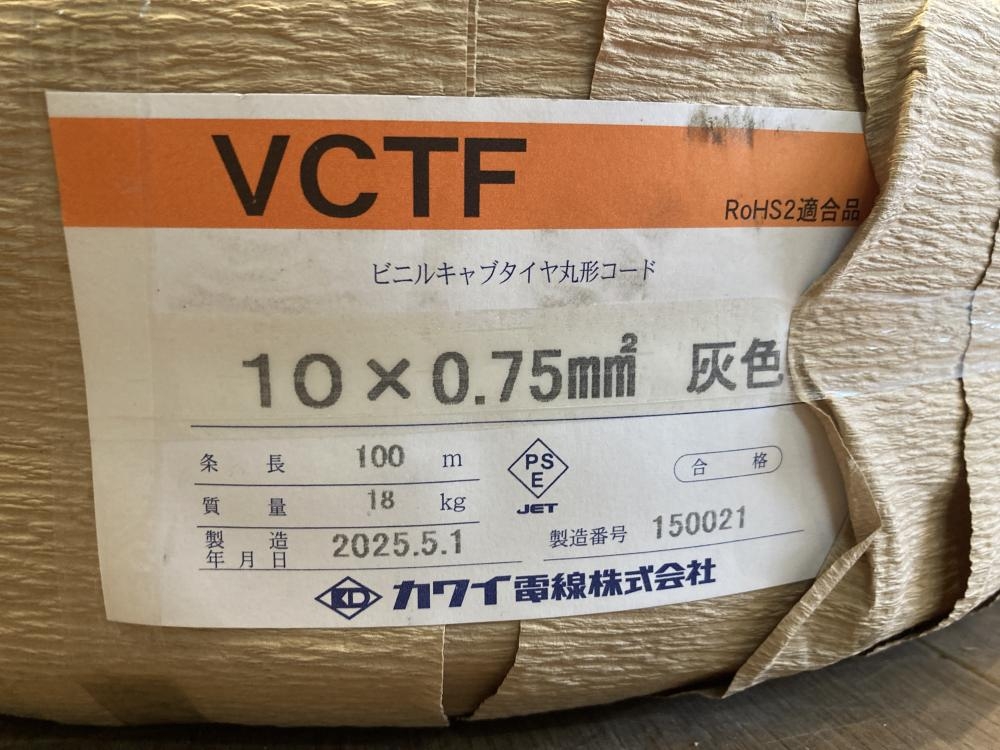 VCTF
RoHS2適合品
ビニルキャブタイヤ丸形コード
10×0.75mm² 灰色
条長 100 m
質量 18 kg
製造年月日 2025.5.1
PSE
JET
合格
製造番号 150021
KD カワイ電線株式会社